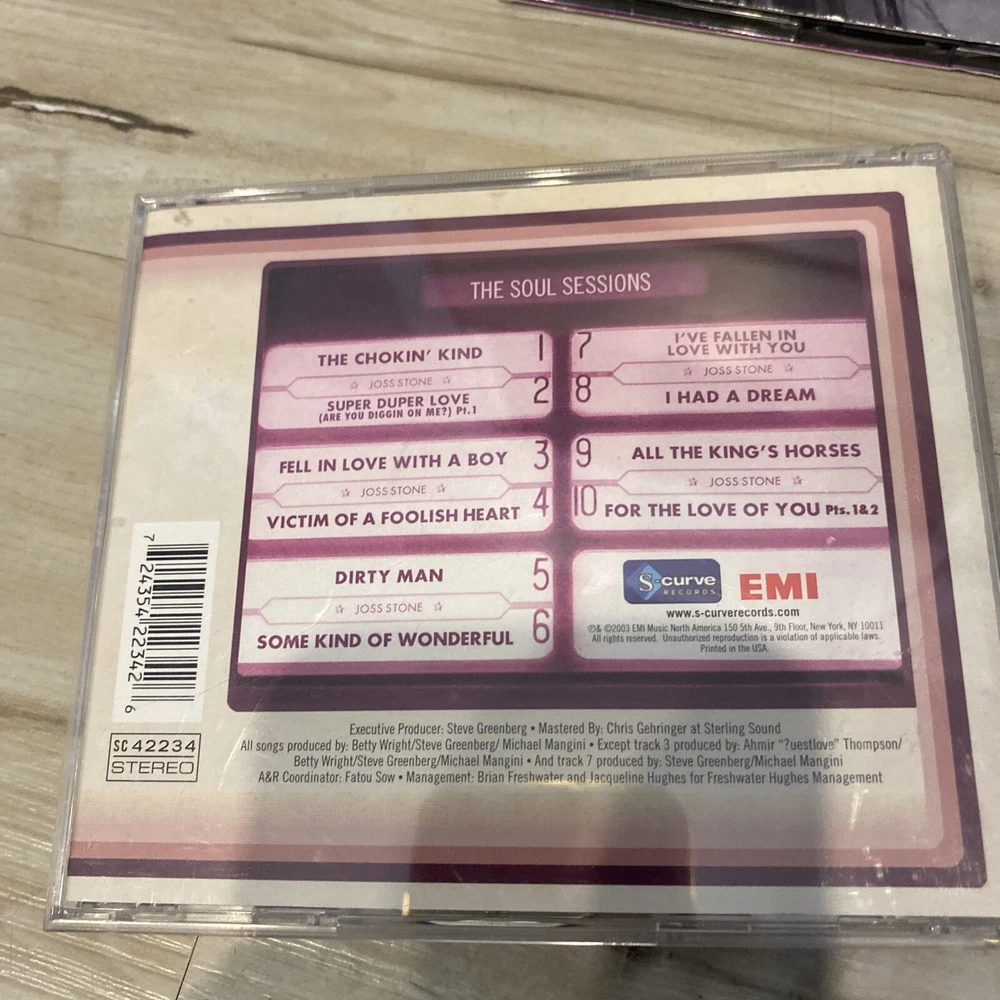 THE SOUL SESSIONS
THE CHOKIN' KIND 1
☆ JOSS STONE ☆
SUPER DUPER LOVE 2
(ARE YOU DIGGIN ON ME?) Pt.1
FELL IN LOVE WITH A BOY 3
☆ JOSS STONE ☆
VICTIM OF A FOOLISH HEART 4
DIRTY MAN 5
☆ JOSS STONE ☆
SOME KIND OF WONDERFUL 6
7 I'VE FALLEN IN
LOVE WITH YOU
☆ JOSS STONE ☆
8 I HAD A DREAM
9 ALL THE KING'S HORSES
☆ JOSS STONE ☆
10 FOR THE LOVE OF YOU Pts. 1&2
S-curve
RECORDS
EMI
www.s-curverecords.com
℗& ©2003 EMI Music North America 150 5th Ave., 9th Floor, New York, NY 10011
All rights reserved. Unauthorized reproduction is a violation of applicable laws.
Printed in the USA.
7 24354 22342 6
SC 42234
STEREO
Executive Producer: Steve Greenberg • Mastered By: Chris Gehringer at Sterling Sound
All songs produced by: Betty Wright/Steve Greenberg/ Michael Mangini • Except track 3 produced by: Ahmir "?uestlove" Thompson/
Betty Wright/Steve Greenberg/Michael Mangini • And track 7 produced by: Steve Greenberg/Michael Mangini
A&R Coordinator: Fatou Sow • Management: Brian Freshwater and Jacqueline Hughes for Freshwater Hughes Management